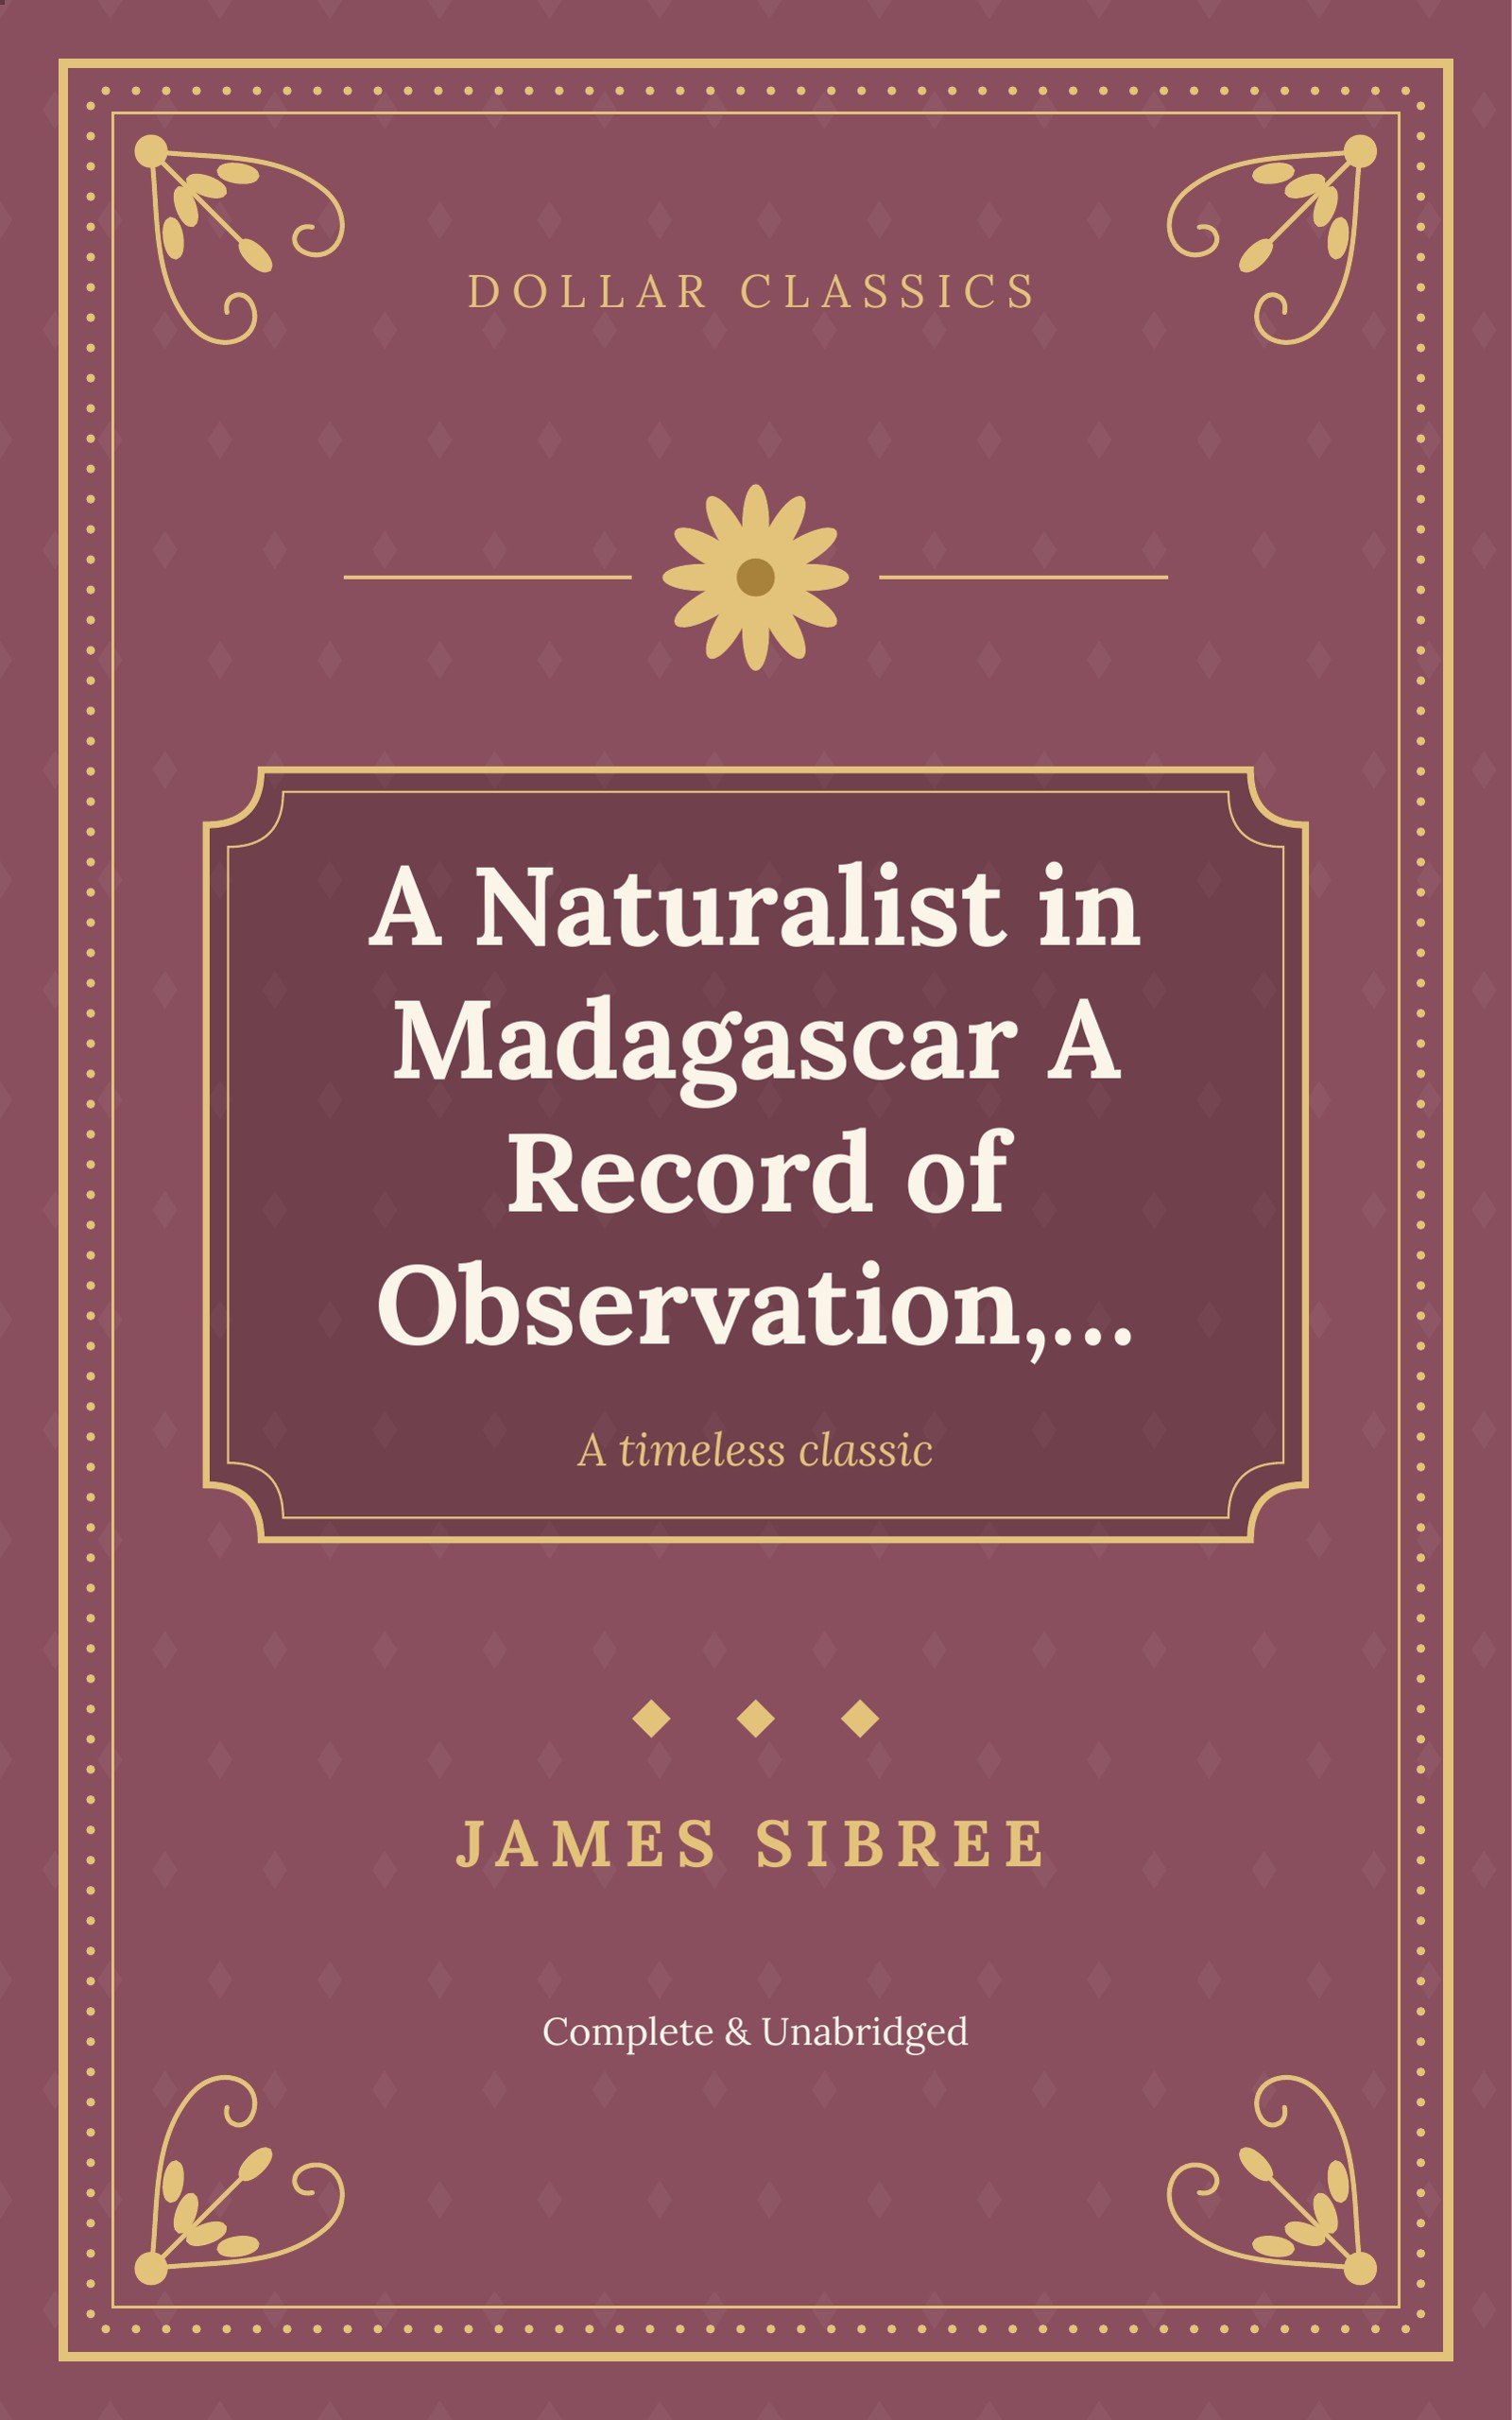 DOLLAR CLASSICS
A Naturalist in
Madagascar A
Record of
Observation,...
A timeless classic
JAMES SIBREE
Complete & Unabridged